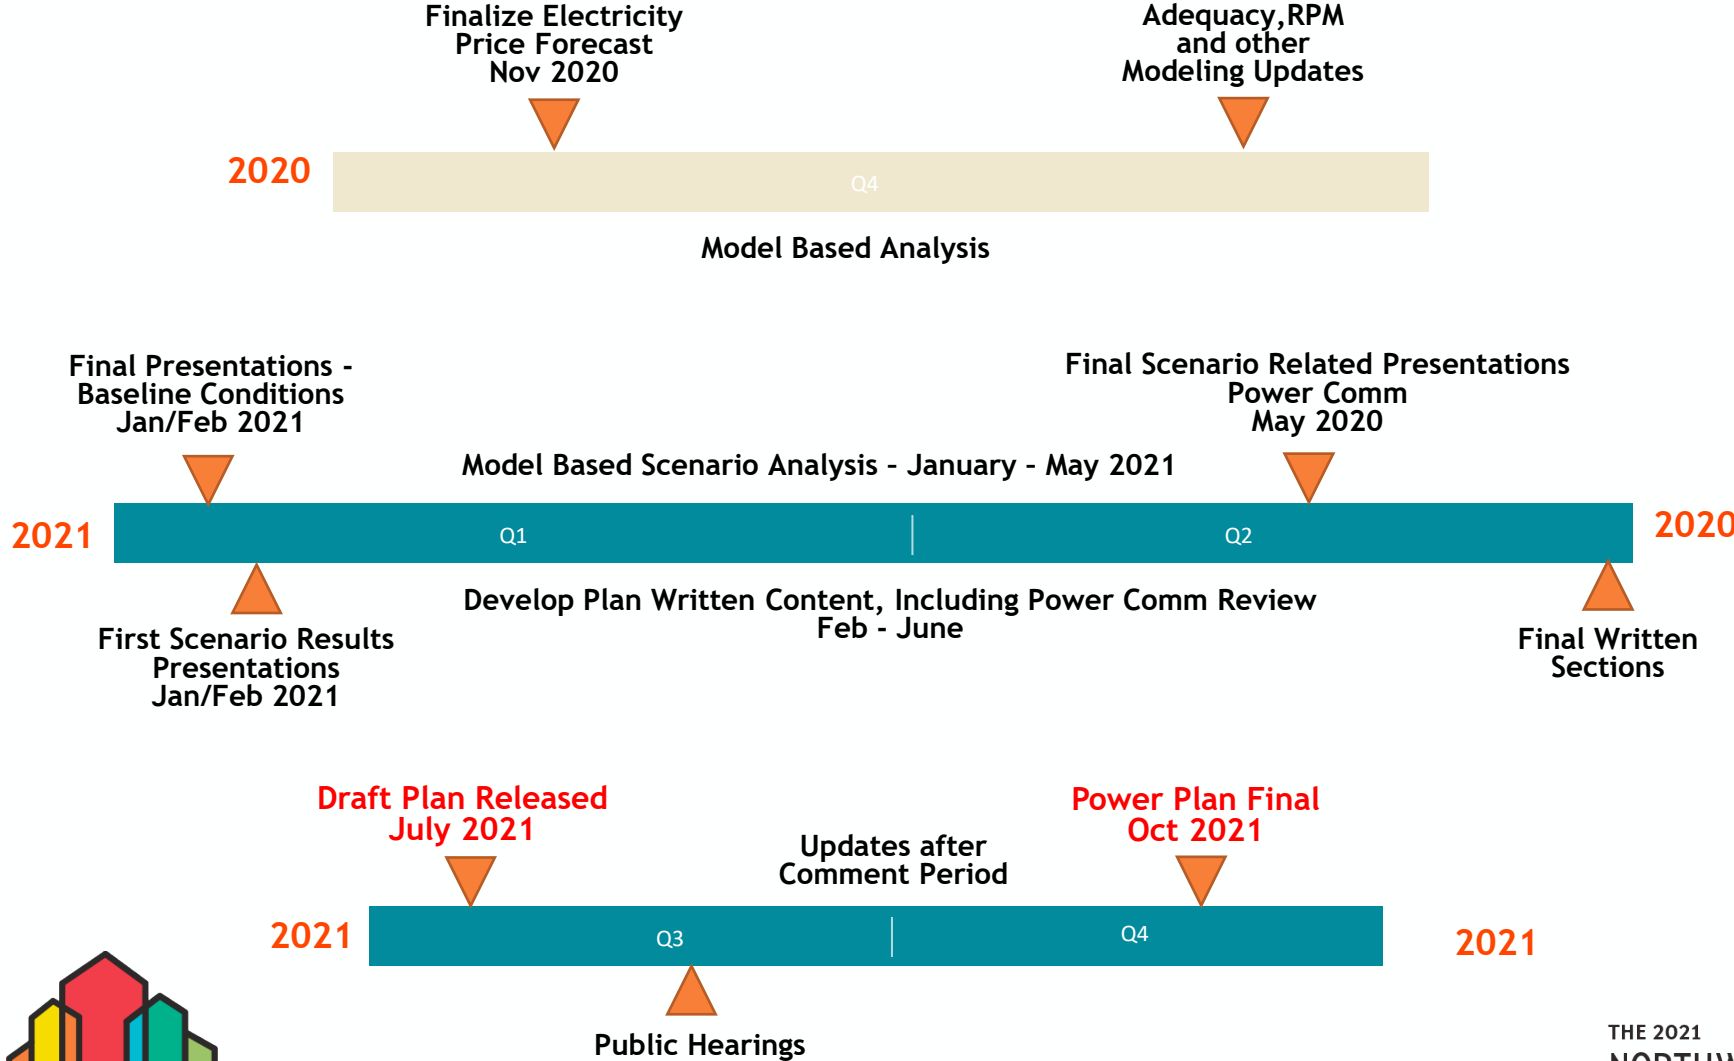 Finalize Electricity
Price Forecast
Nov 2020
Adequacy,RPM
and other
Modeling Updates
2020
Q4
Model Based Analysis
Final Presentations -
Baseline Conditions
Jan/Feb 2021
Final Scenario Related Presentations
Power Comm
May 2020
Model Based Scenario Analysis – January – May 2021
2021
Q1
Q2
2020
Develop Plan Written Content, Including Power Comm Review
Feb - June
First Scenario Results
Presentations
Jan/Feb 2021
Final Written
Sections
Draft Plan Released
July 2021
Updates after
Comment Period
Power Plan Final
Oct 2021
2021
Q3
Q4
2021
Public Hearings
THE 2021